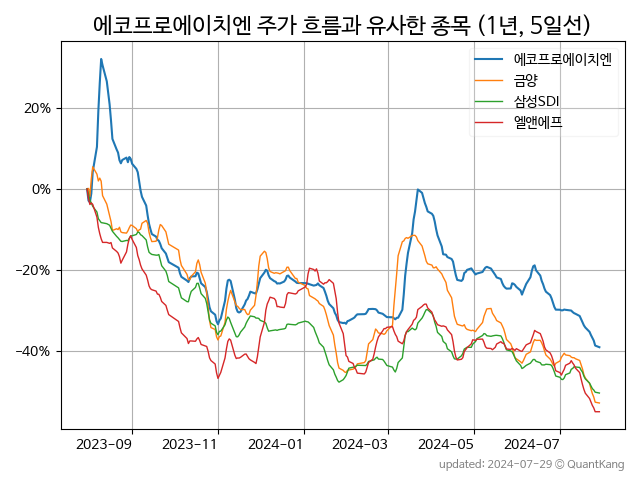 에코프로에이치엔 주가 흐름과 유사한 종목 (1년, 5일선)
에코프로에이치엔
금양
삼성SDI
엘앤에프
20%
0%
−20%
−40%
2023-09 2023-11 2024-01 2024-03 2024-05 2024-07
updated: 2024-07-29 © QuantKang